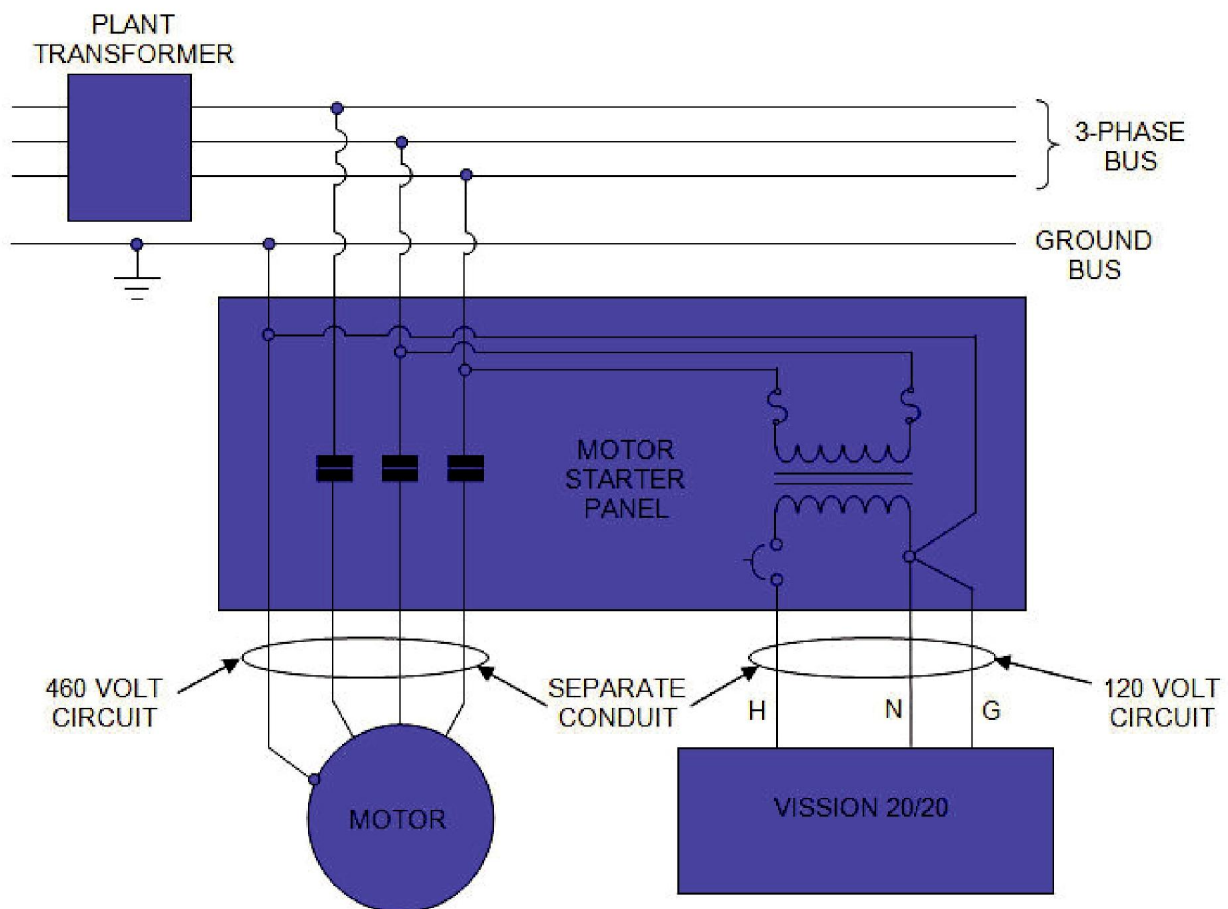 PLANT
TRANSFORMER
3-PHASE
BUS
GROUND
BUS
MOTOR
STARTER
PANEL
460 VOLT
CIRCUIT
SEPARATE
CONDUIT
H
N
G
120 VOLT
CIRCUIT
MOTOR
VISSION 20/20